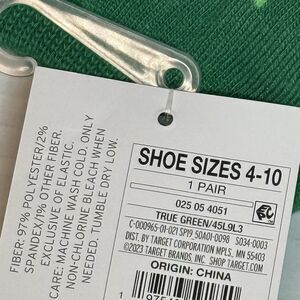 FIBER: 97% POLYESTER/2%
SPANDEX/1% OTHER FIBER.
EXCLUSIVE OF ELASTIC.
CARE: MACHINE WASH COLD. ONLY
NON-CHLORINE BLEACH WHEN
NEEDED. TUMBLE DRY LOW.
SHOE SIZES 4-10
1 PAIR
025 05 4051
TRUE GREEN/45L9L3
C-000965-01-021 SP19 50A01-0098 S034-0003
DIST. BY TARGET CORPORATION MPLS, MN 55403
©2023 TARGET BRANDS, INC. SHOP TARGET.COM
ORIGIN: CHINA